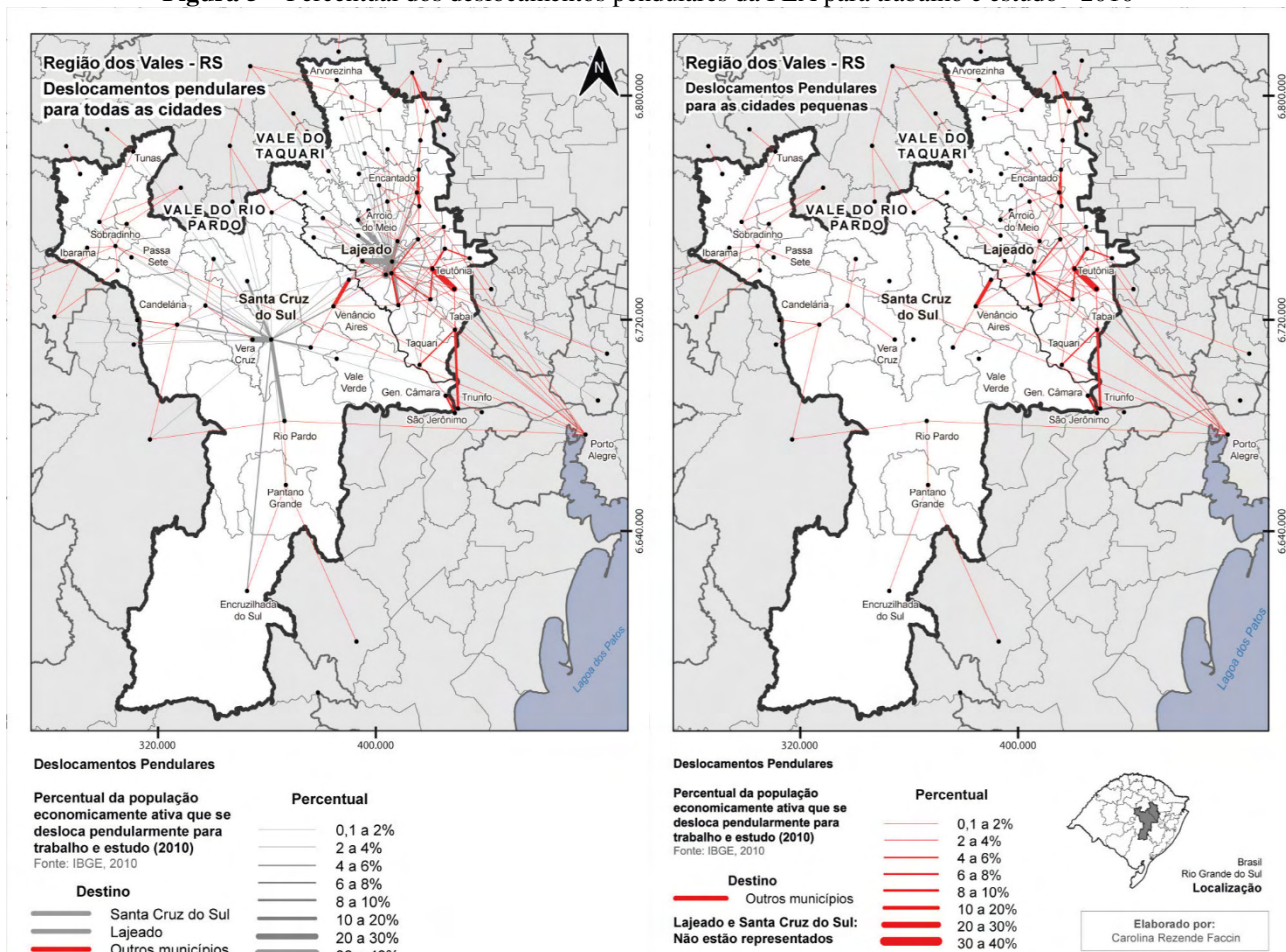 Figura 3 – Percentual dos deslocamentos pendulares da PEA para trabalho e estudo - 2010
Região dos Vales - RS
Deslocamentos pendulares
para todas as cidades
N
Arvorezinha
VALE DO
TAQUARI
Tunas
Encantado
VALE DO RIO
PARDO
Arroio
do Meio
Sobradinho
Lajeado
Ibarama
Passa
Sete
Teutônia
Candelária
Santa Cruz
do Sul
Venâncio
Aires
Tabaí
Vera
Cruz
Taquari
Vale
Verde
Gen. Câmara
Triunfo
São Jerônimo
Rio Pardo
Porto
Alegre
Pantano
Grande
Encruzilhada
do Sul
Lagoa dos Patos
6.800.000
6.720.000
6.640.000
320.000
400.000
Deslocamentos Pendulares
Percentual da população
economicamente ativa que se
desloca pendularmente para
trabalho e estudo (2010)
Fonte: IBGE, 2010
Destino
Santa Cruz do Sul
Lajeado
Outros municípios
Percentual
0,1 a 2%
2 a 4%
4 a 6%
6 a 8%
8 a 10%
10 a 20%
20 a 30%
Região dos Vales - RS
Deslocamentos Pendulares
para as cidades pequenas
Arvorezinha
VALE DO
TAQUARI
Tunas
Encantado
VALE DO RIO
PARDO
Arroio
do Meio
Sobradinho
Lajeado
Ibarama
Passa
Sete
Teutônia
Candelária
Santa Cruz
do Sul
Venâncio
Aires
Tabaí
Vera
Cruz
Taquari
Vale
Verde
Gen. Câmara
Triunfo
São Jerônimo
Rio Pardo
Porto
Alegre
Pantano
Grande
Encruzilhada
do Sul
Lagoa dos Patos
6.800.000
6.720.000
6.640.000
320.000
400.000
Deslocamentos Pendulares
Percentual da população
economicamente ativa que se
desloca pendularmente para
trabalho e estudo (2010)
Fonte: IBGE, 2010
Destino
Outros municípios
Lajeado e Santa Cruz do Sul:
Não estão representados
Percentual
0,1 a 2%
2 a 4%
4 a 6%
6 a 8%
8 a 10%
10 a 20%
20 a 30%
30 a 40%
Brasil
Rio Grande do Sul
Localização
Elaborado por:
Carolina Rezende Faccin